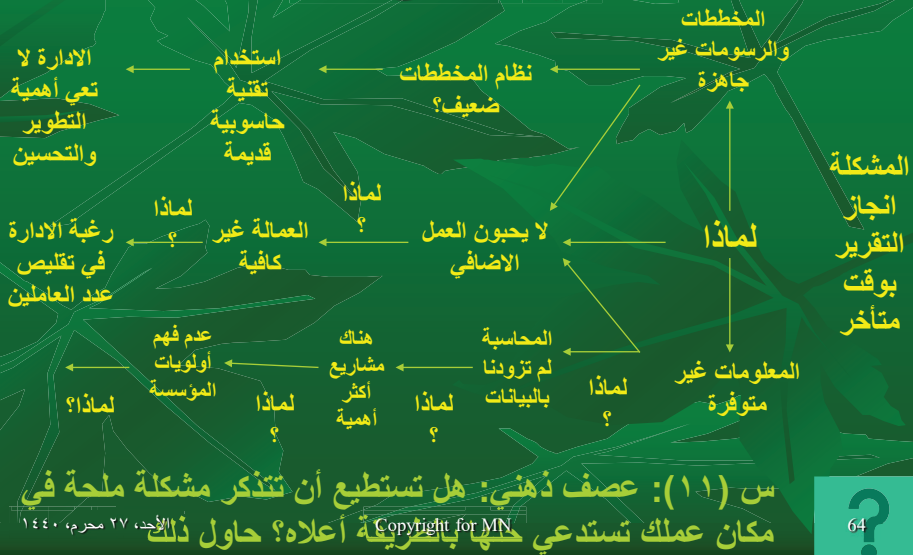 المشكلة
انجاز
التقرير
بوقت
متأخر
لماذا
المخططات
والرسومات غير
جاهزة
نظام المخططات
ضعيف؟
استخدام
تقنية
حاسوبية
قديمة
الادارة لا
تعي أهمية
التطوير
والتحسين
لا يحبون العمل
الاضافي
لماذا
؟
العمالة غير
كافية
لماذا
؟
رغبة الادارة
في تقليص
عدد العاملين
المعلومات غير
متوفرة
لماذا
؟
المحاسبة
لم تزودنا
بالبيانات
لماذا
؟
هناك
مشاريع
أكثر
أهمية
لماذا
؟
عدم فهم
أولويات
المؤسسة
لماذا؟
س (١١): عصف ذهني: هل تستطيع أن تتذكر مشكلة ملحة في
مكان عملك تستدعي حلها بالطريقة أعلاه؟ حاول ذلك
الأحد، ٢٧ محرم، ١٤٤٠
Copyright for MN
64